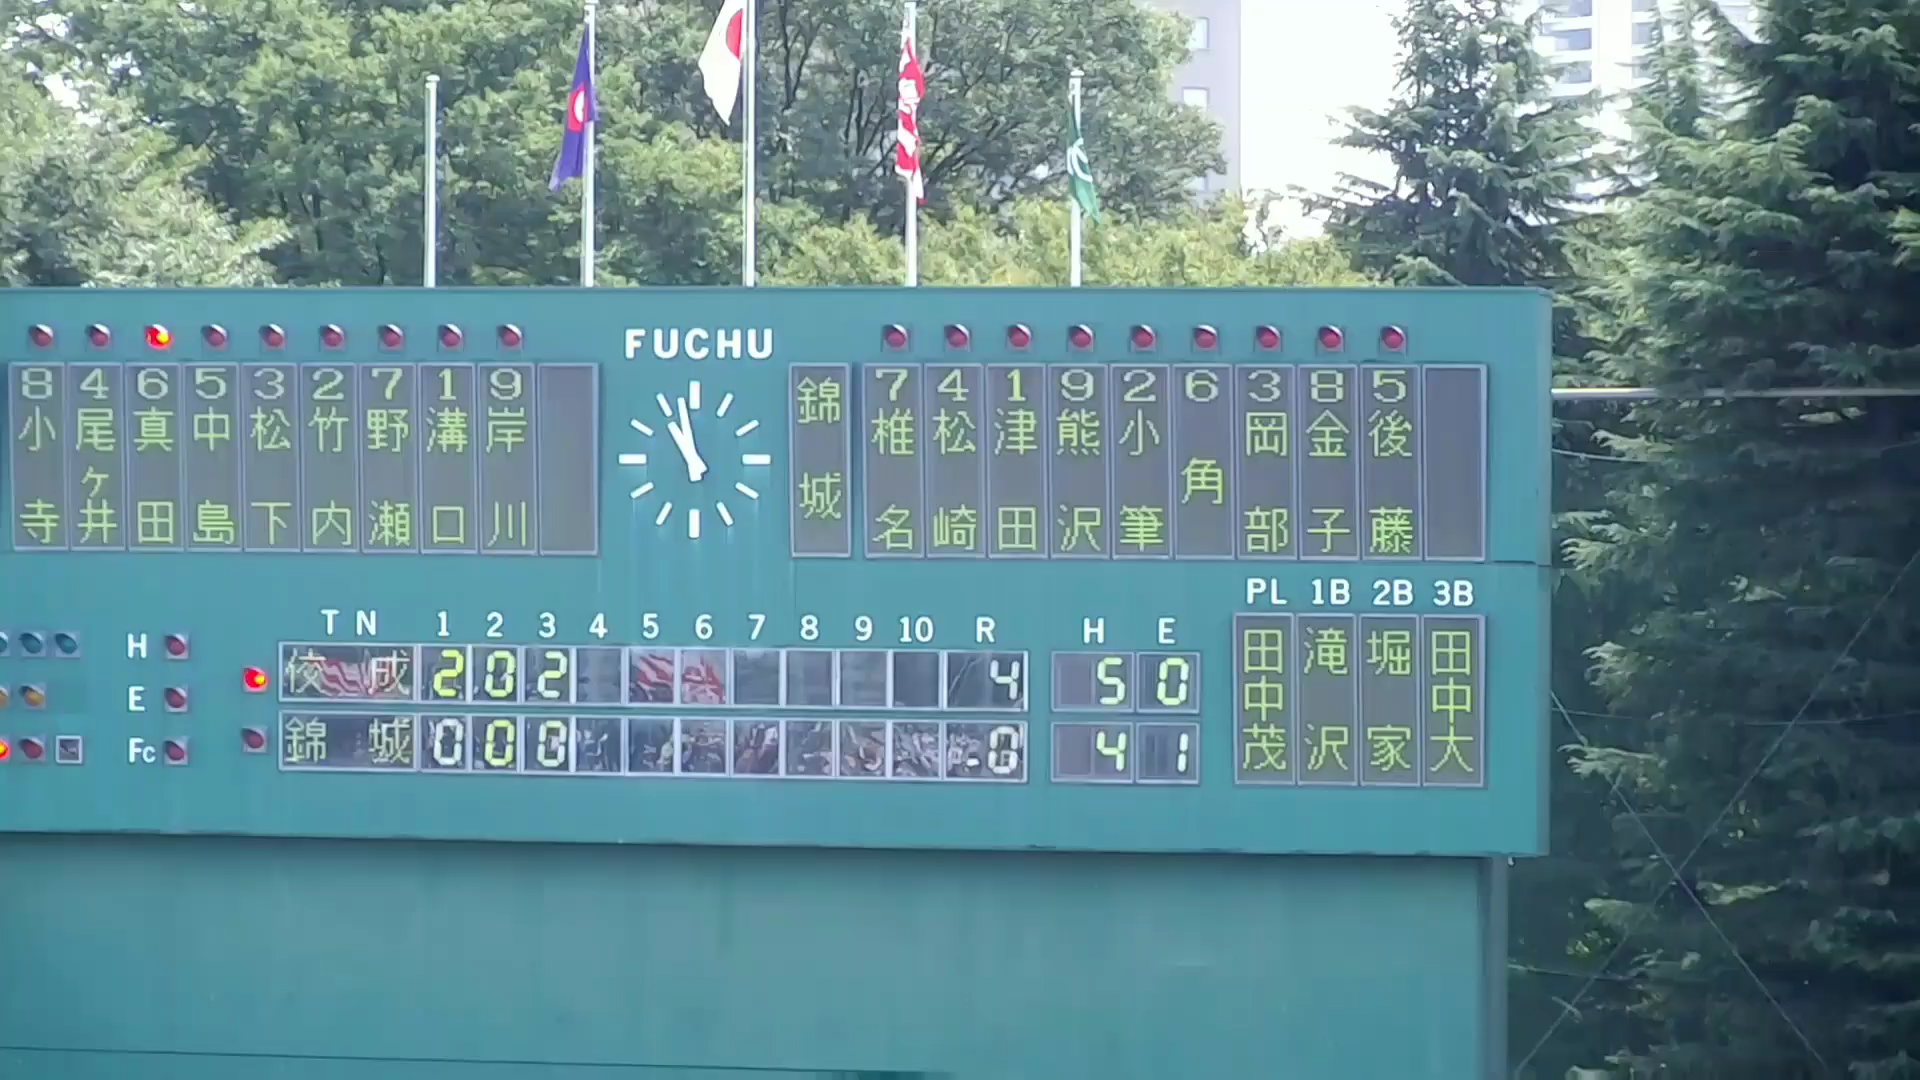 FUCHU
8 4 6 5 3 2 7 1 9
小寺 尾ヶ井 真田 中島 松下 竹内 野瀬 溝口 岸川
錦城
7 4 1 9 2 6 3 8 5
椎名 松崎 津田 熊沢 小筆 角 岡部 金子 後藤
PL 1B 2B 3B
田中茂 滝沢 堀家 田中大
T N 1 2 3 4 5 6 7 8 9 10 R H E
佼成 2 0 2 4 5 0
錦城 0 0 0 0 4 1
H
E
Fc